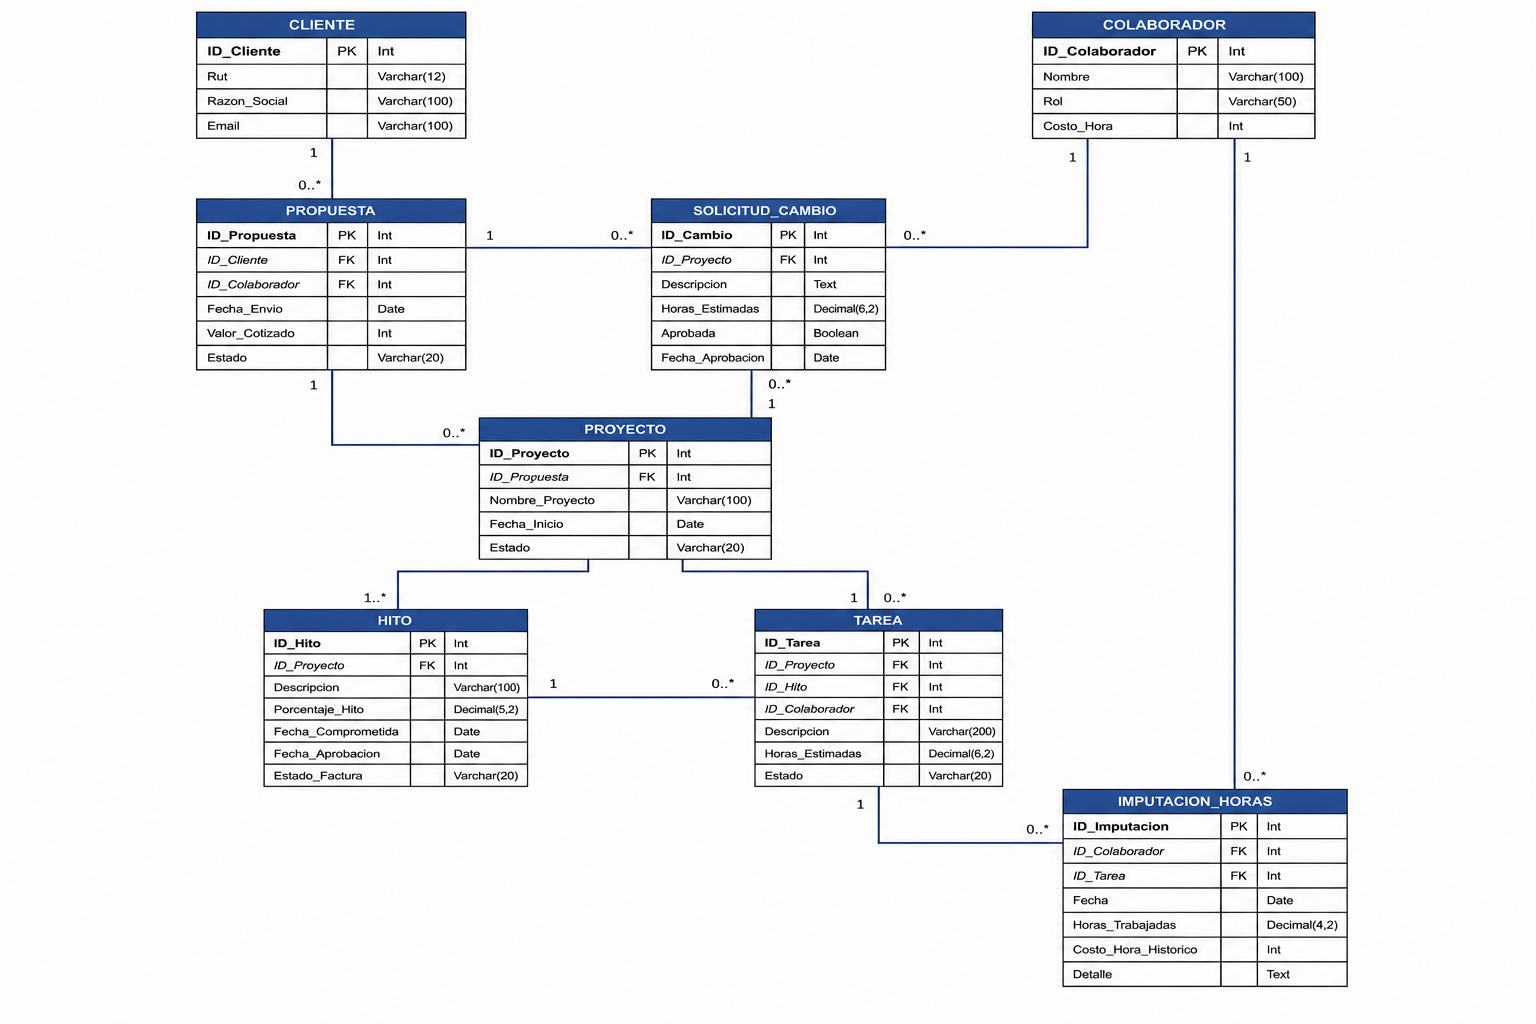 CLIENTE
ID_Cliente PK Int
Rut Varchar(12)
Razon_Social Varchar(100)
Email Varchar(100)
1
0..*
COLABORADOR
ID_Colaborador PK Int
Nombre Varchar(100)
Rol Varchar(50)
Costo_Hora Int
1 1
PROPUESTA
ID_Propuesta PK Int
ID_Cliente FK Int
ID_Colaborador FK Int
Fecha_Envio Date
Valor_Cotizado Int
Estado Varchar(20)
1 0..*
SOLICITUD_CAMBIO
ID_Cambio PK Int
ID_Proyecto FK Int
Descripcion Text
Horas_Estimadas Decimal(6,2)
Aprobada Boolean
Fecha_Aprobacion Date
0..*
1
0..*
0..*
1
PROYECTO
ID_Proyecto PK Int
ID_Propuesta FK Int
Nombre_Proyecto Varchar(100)
Fecha_Inicio Date
Estado Varchar(20)
1..*
1 0..*
HITO
ID_Hito PK Int
ID_Proyecto FK Int
Descripcion Varchar(100)
Porcentaje_Hito Decimal(5,2)
Fecha_Comprometida Date
Fecha_Aprobacion Date
Estado_Factura Varchar(20)
1 0..*
TAREA
ID_Tarea PK Int
ID_Proyecto FK Int
ID_Hito FK Int
ID_Colaborador FK Int
Descripcion Varchar(200)
Horas_Estimadas Decimal(6,2)
Estado Varchar(20)
1
0..*
0..*
IMPUTACION_HORAS
ID_Imputacion PK Int
ID_Colaborador FK Int
ID_Tarea FK Int
Fecha Date
Horas_Trabajadas Decimal(4,2)
Costo_Hora_Historico Int
Detalle Text